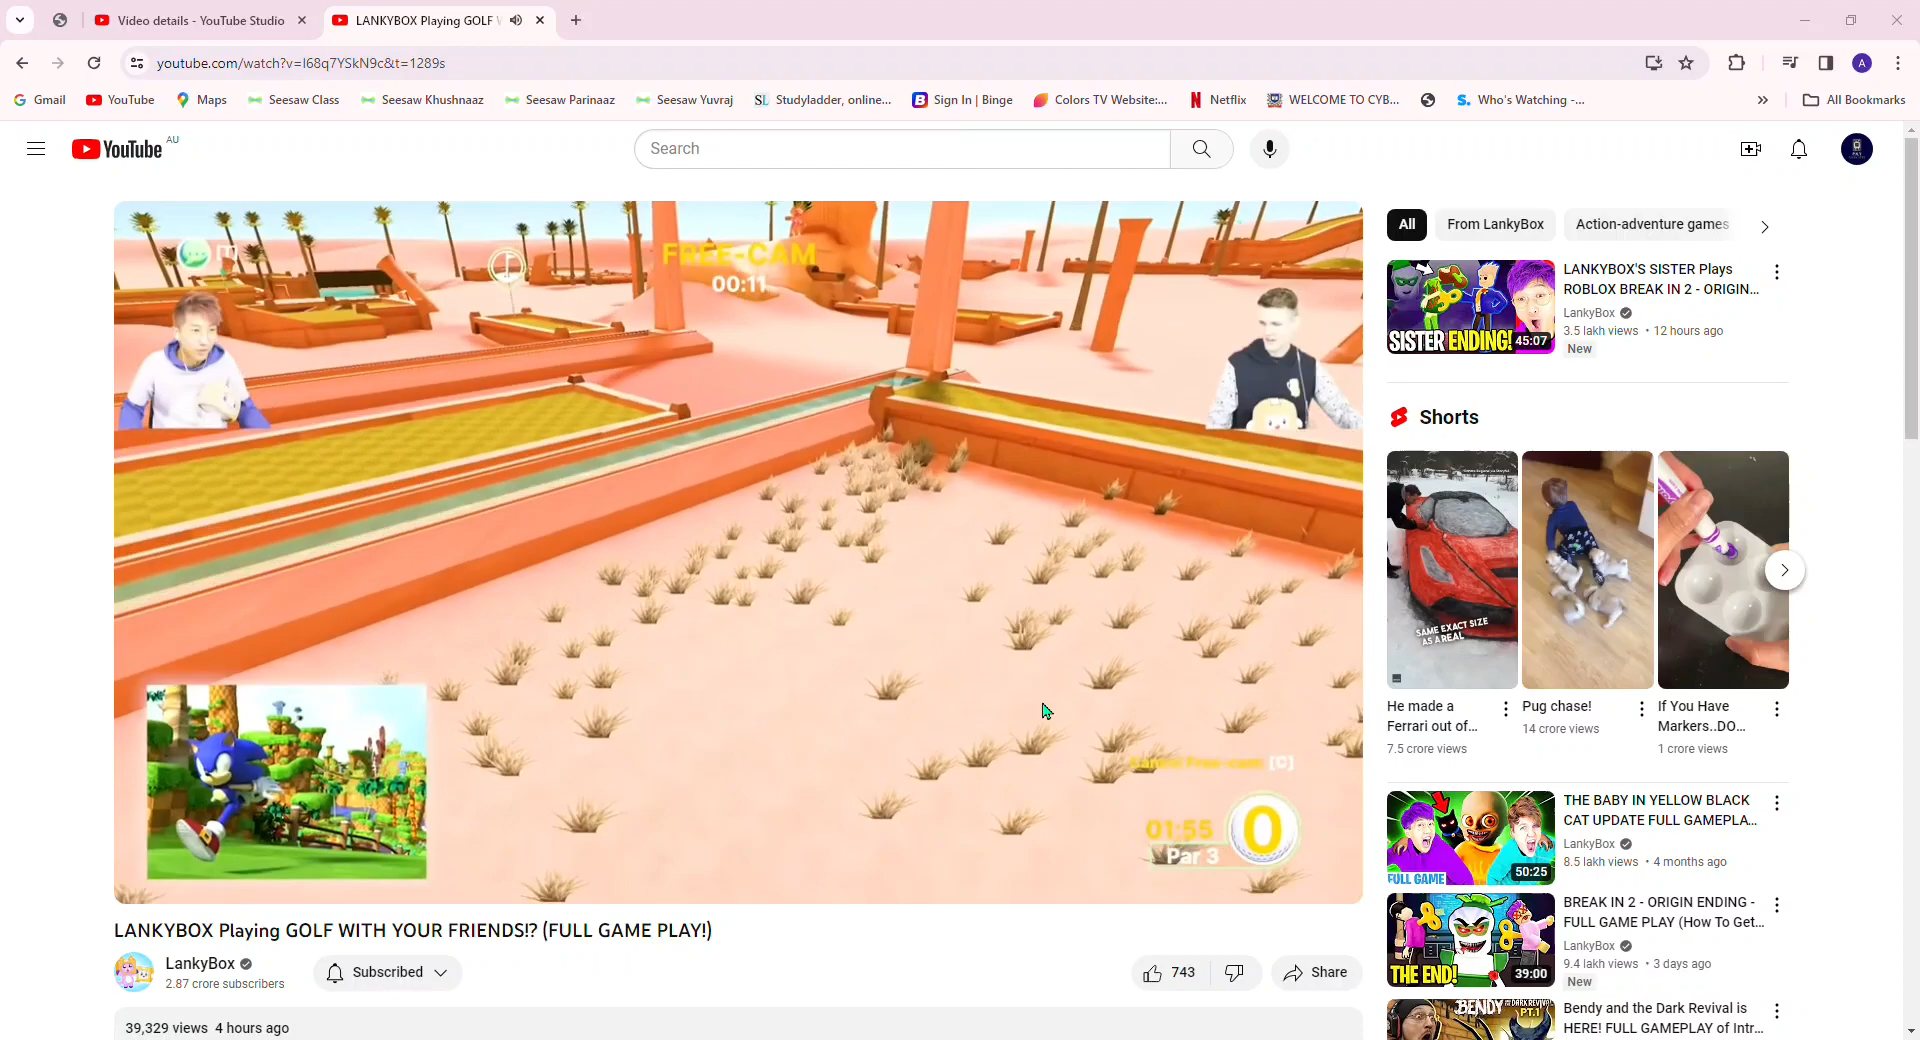 Video details - YouTube Studio
LANKYBOX Playing GOLF W
youtube.com/watch?v=I68q7YSkN9c&t=1289s
A
Gmail
YouTube
Maps
Seesaw Class
Seesaw Khushnaaz
Seesaw Parinaaz
Seesaw Yuvraj
SL
Studyladder, online...
B
Sign In | Binge
Colors TV Website:...
N
Netflix
WELCOME TO CYB...
S.
Who's Watching -...
All Bookmarks
YouTube
AU
Search
FREE-CAM
00:11
Cancel Free-cam [C]
01:55
0
Par 3
LANKYBOX Playing GOLF WITH YOUR FRIENDS!? (FULL GAME PLAY!)
LankyBox
2.87 crore subscribers
Subscribed
743
Share
39,329 views 4 hours ago
All
From LankyBox
Action-adventure games
SISTER ENDING!
45:07
LANKYBOX'S SISTER Plays
ROBLOX BREAK IN 2 - ORIGIN...
LankyBox
3.5 lakh views • 12 hours ago
New
Shorts
SAME EXACT SIZE
AS A REAL
He made a
Ferrari out of...
7.5 crore views
Pug chase!
14 crore views
If You Have
Markers..DO...
1 crore views
FULL GAME
50:25
THE BABY IN YELLOW BLACK
CAT UPDATE FULL GAMEPLA...
LankyBox
8.5 lakh views • 4 months ago
THE END!
39:00
BREAK IN 2 - ORIGIN ENDING -
FULL GAME PLAY (How To Get...
LankyBox
9.4 lakh views • 3 days ago
New
BENDY
PT.1
Bendy and the Dark Revival is
HERE! FULL GAMEPLAY of Intr...